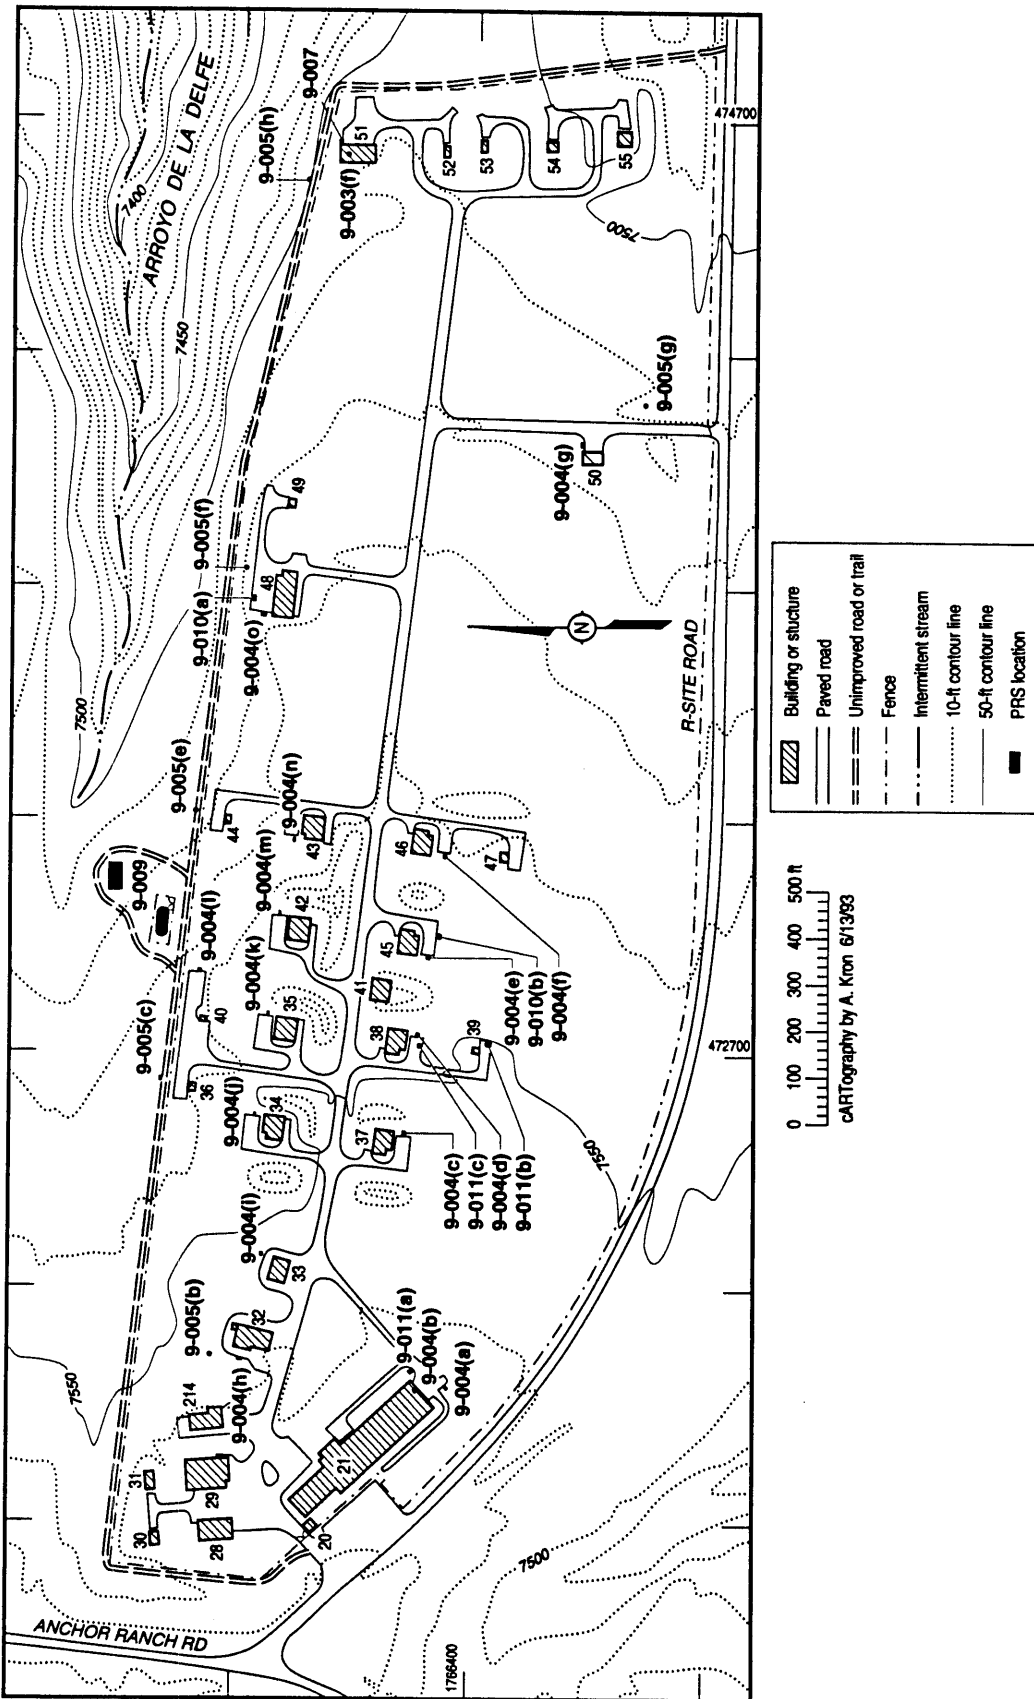 ARROYO DE LA DELFE
7400
7450
7500
9-007
9-005(h)
9-003(f)
51
52
53
54
55
474700
7500
9-005(g)
9-004(g)
50
49
9-005(f)
48
9-010(a)
9-004(o)
N
R-SITE ROAD
9-005(e)
44
9-004(n)
43
46
47
9-009
9-004(m)
42
9-004(l)
45
9-004(k)
41
35
40
38
39
9-004(e)
9-010(b)
9-004(f)
472700
9-005(c)
36
9-004(j)
34
37
9-004(c)
9-011(c)
9-004(d)
9-011(b)
7550
9-004(i)
33
9-005(b)
32
9-011(a)
9-004(b)
9-004(a)
7550
214
9-004(h)
31
29
21
30
28
20
7500
ANCHOR RANCH RD
1766400
Building or stucture
Paved road
Unimproved road or trail
Fence
Intermittent stream
10-ft contour line
50-ft contour line
PRS location
0 100 200 300 400 500 ft
cARTography by A. Kron 6/13/93